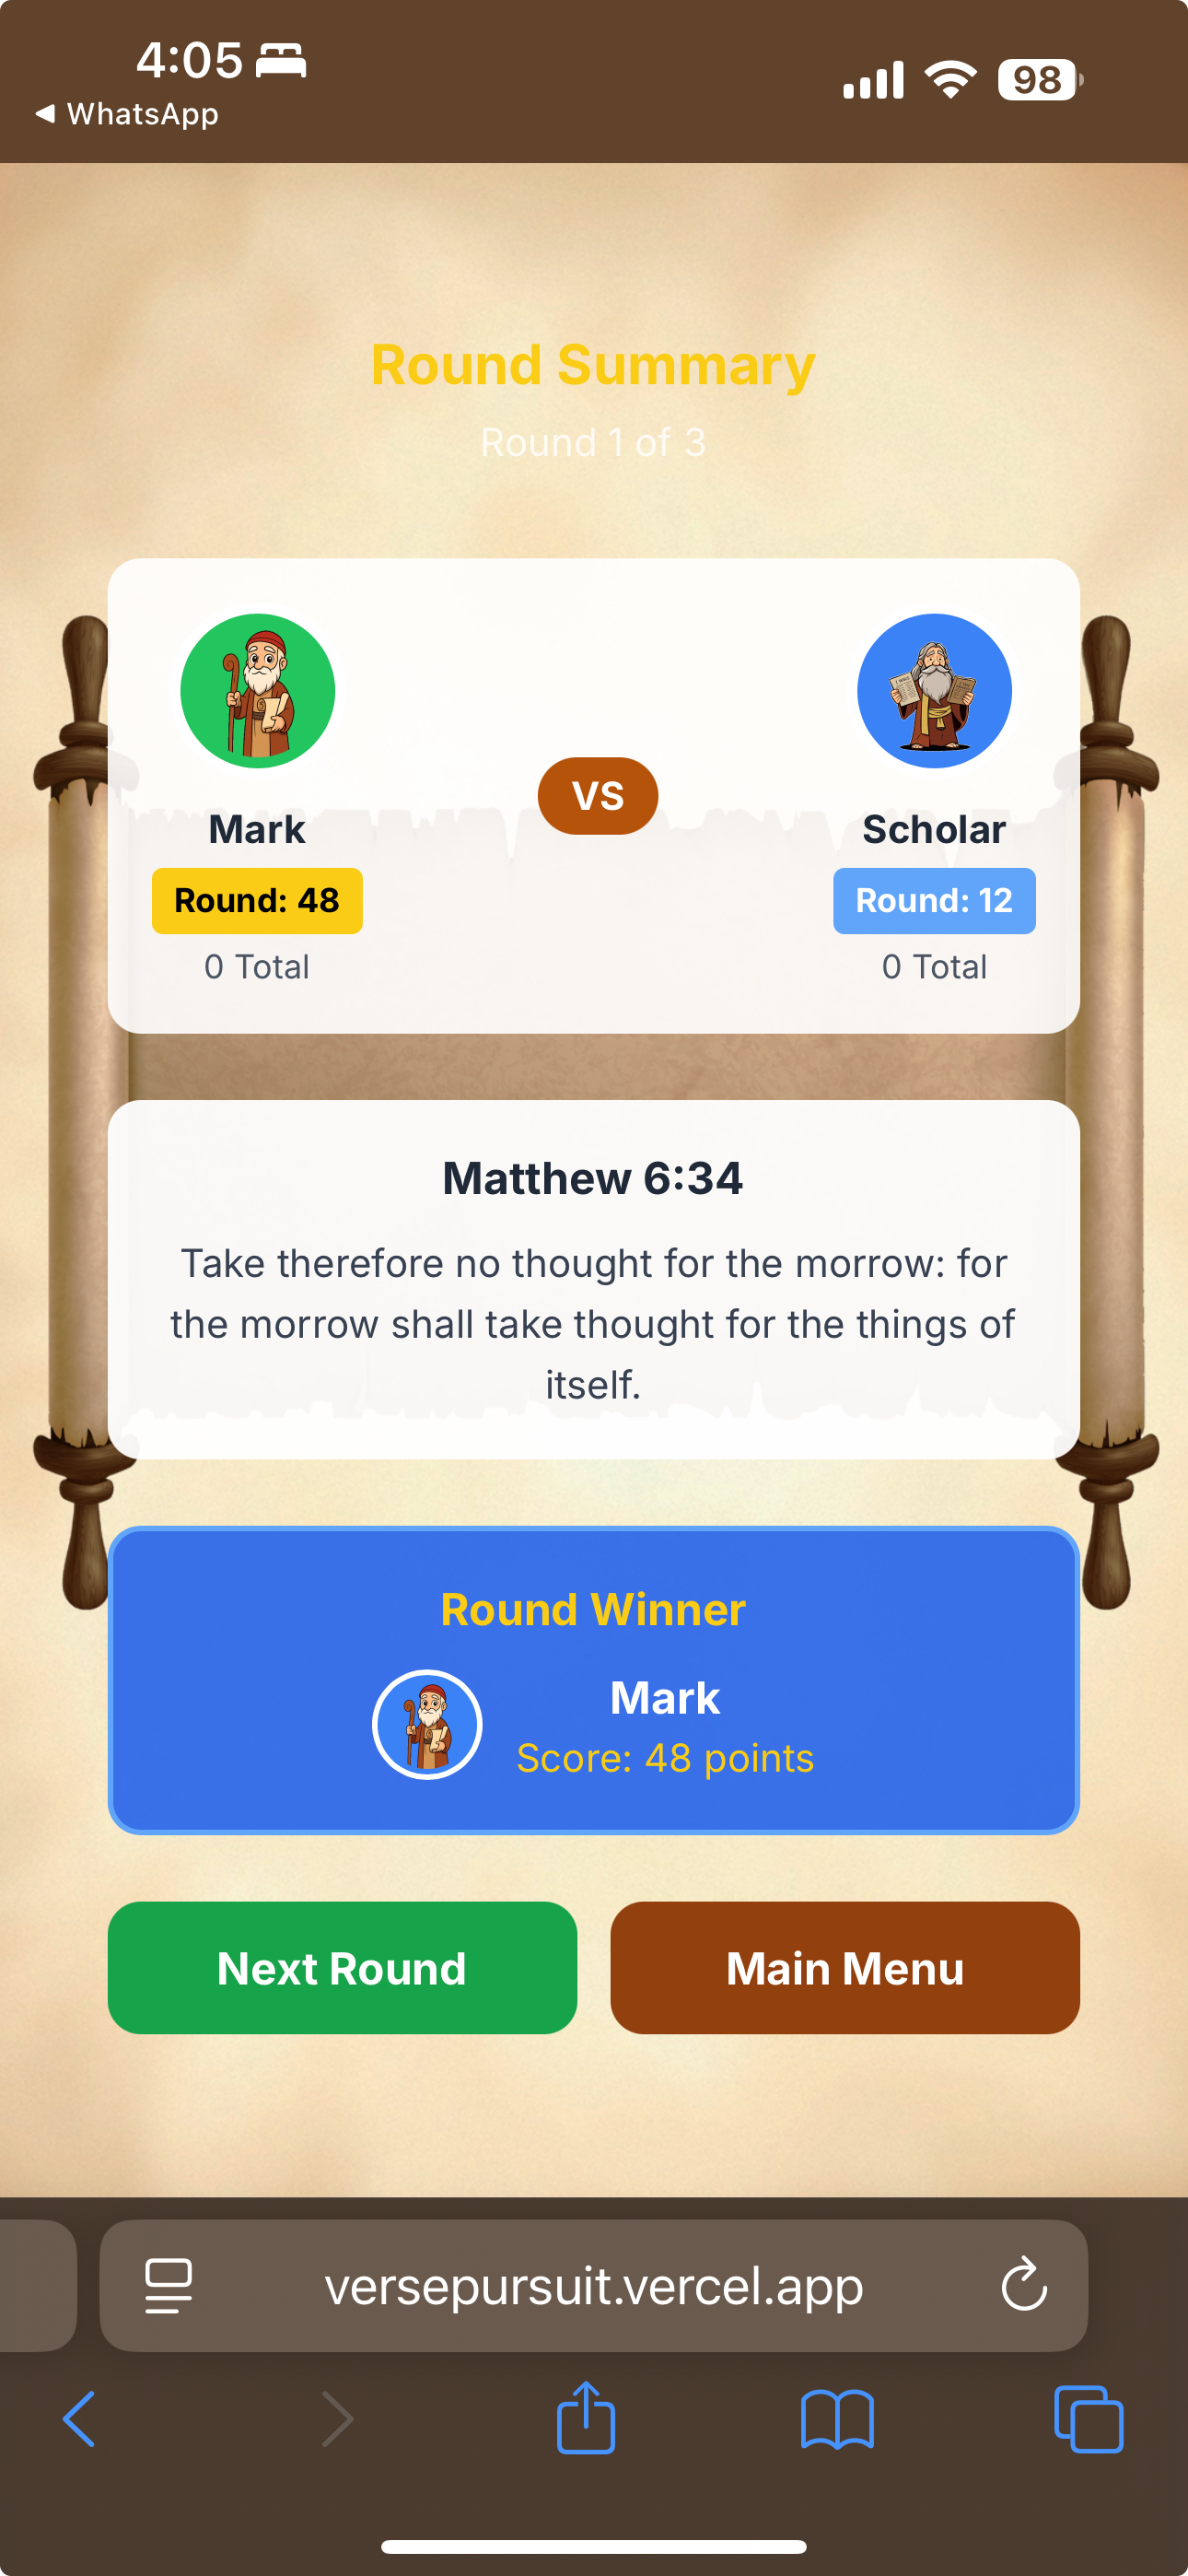 4:05
98
◀ WhatsApp
Round Summary
Round 1 of 3
VS
Mark
Scholar
Round: 48
Round: 12
0 Total
0 Total
Matthew 6:34
Take therefore no thought for the morrow: for
the morrow shall take thought for the things of
itself.
Round Winner
Mark
Score: 48 points
Next Round
Main Menu
versepursuit.vercel.app